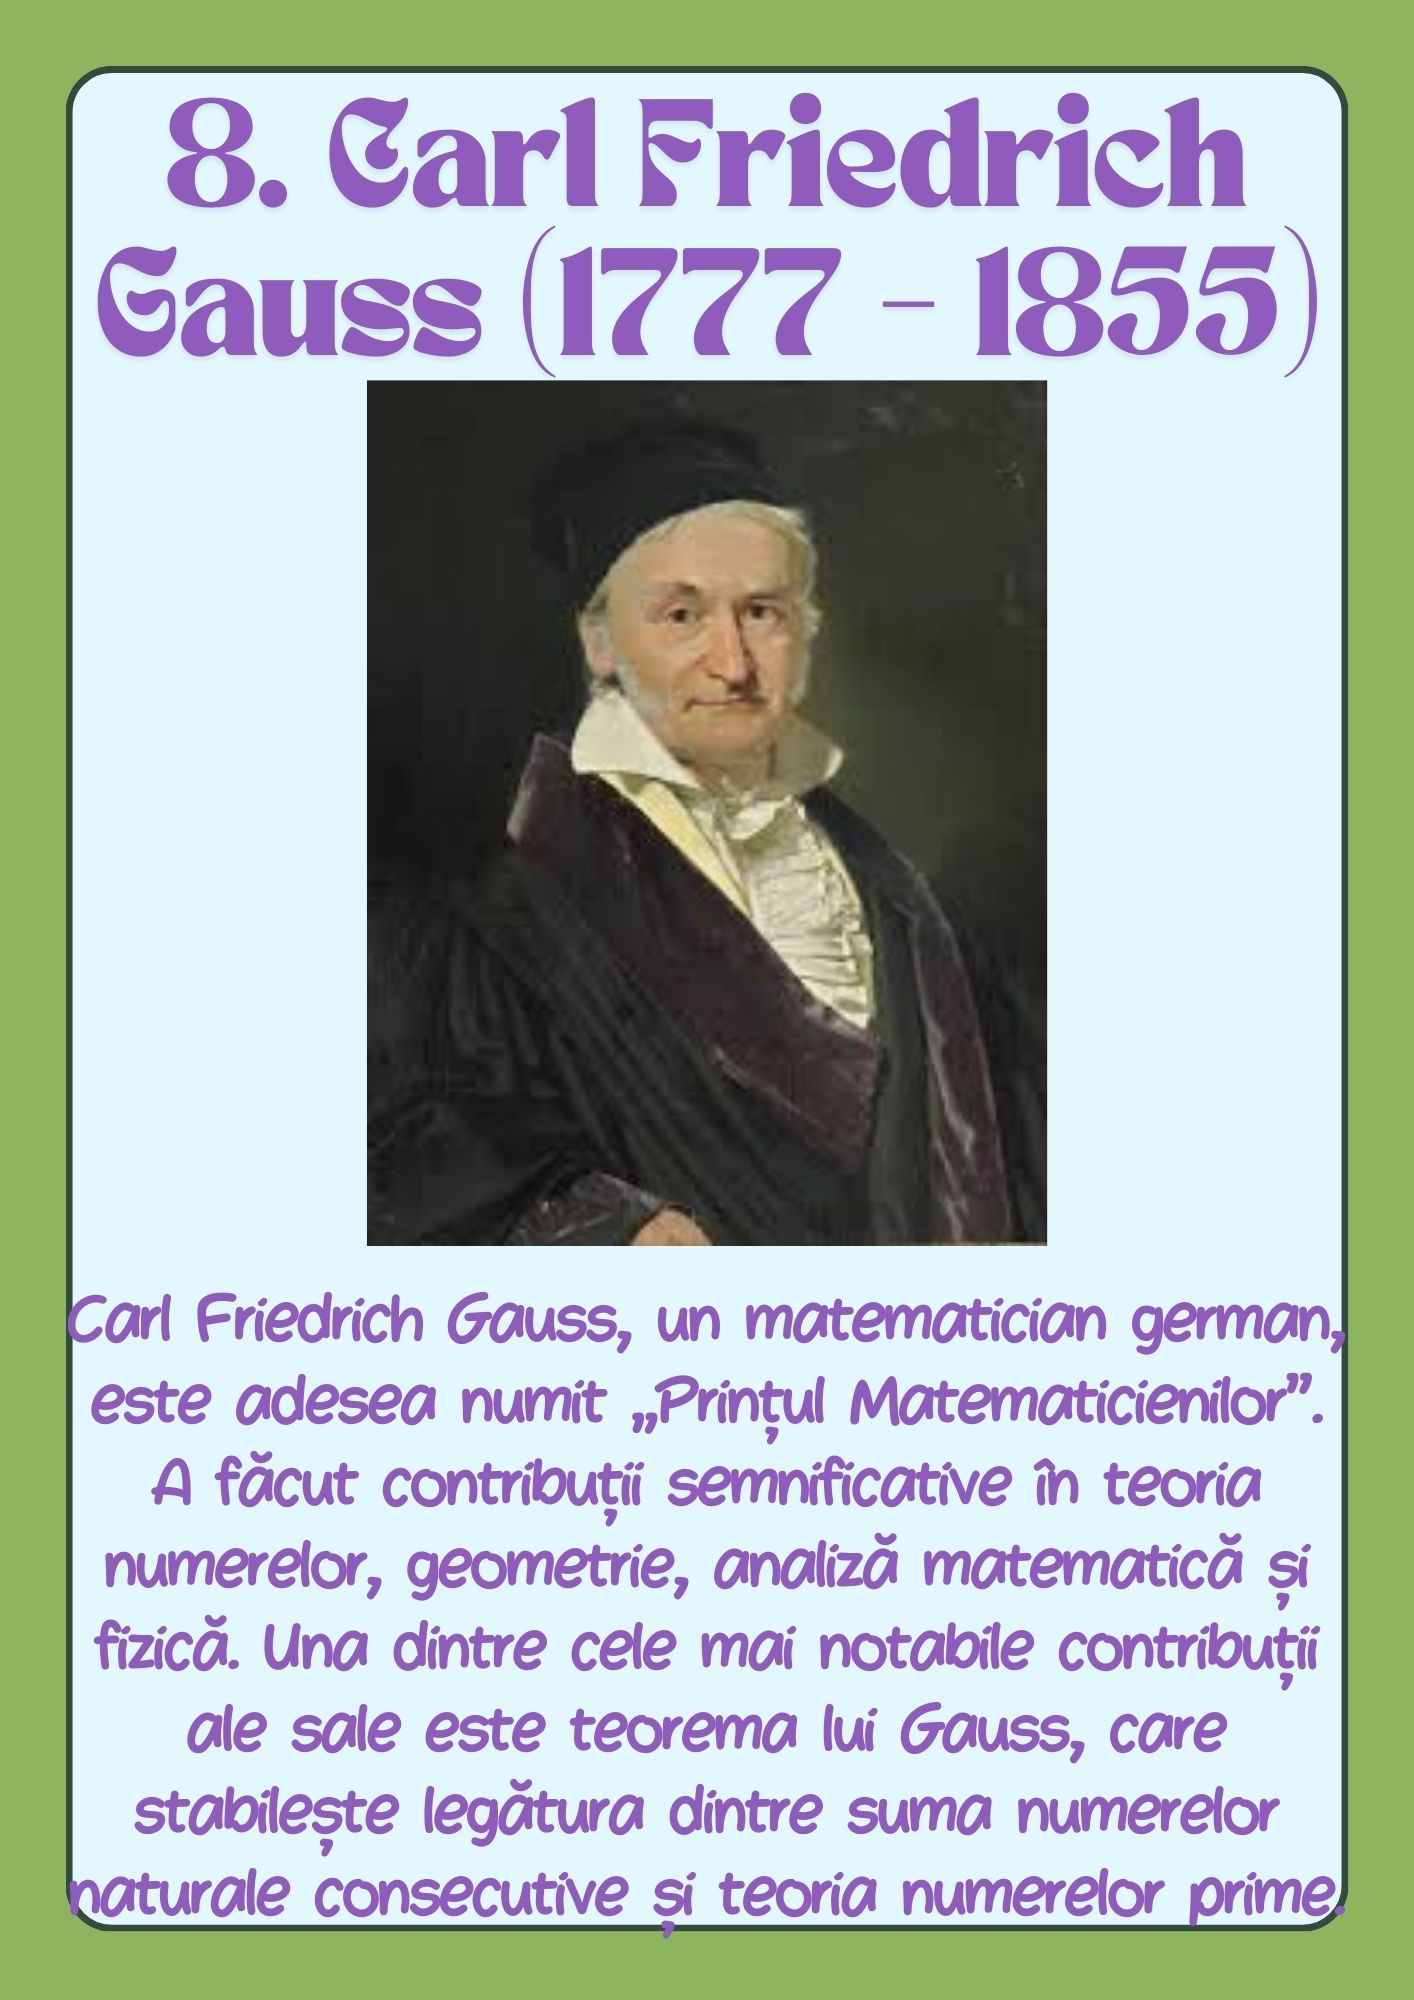 8. Carl Friedrich
Gauss (1777 – 1855)
Carl Friedrich Gauss, un matematician german,
este adesea numit „Prințul Matematicienilor”.
A făcut contribuții semnificative în teoria
numerelor, geometrie, analiză matematică și
fizică. Una dintre cele mai notabile contribuții
ale sale este teorema lui Gauss, care
stabilește legătura dintre suma numerelor
naturale consecutive și teoria numerelor prime.